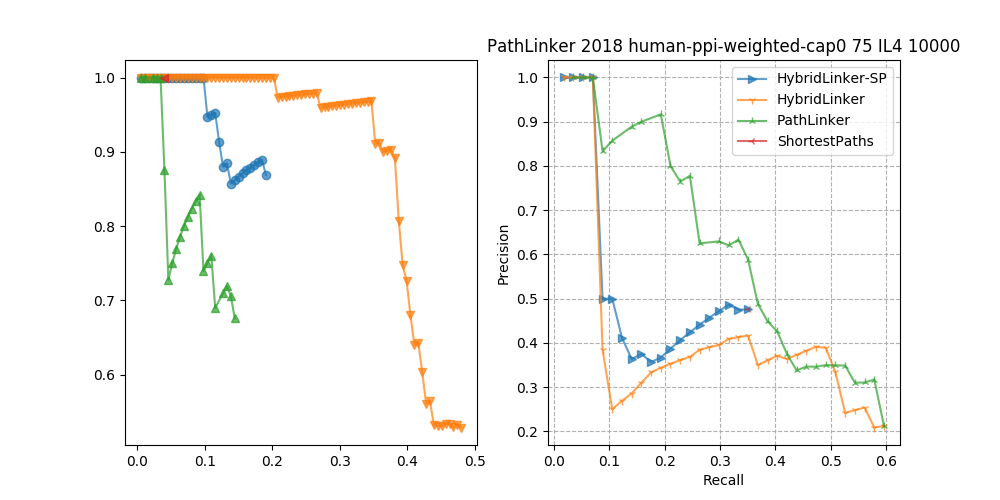 PathLinker 2018 human-ppi-weighted-cap0 75 IL4 10000
1.0
0.9
0.8
0.7
0.6
0.0 0.1 0.2 0.3 0.4 0.5
Precision
1.0
0.9
0.8
0.7
0.6
0.5
0.4
0.3
0.2
HybridLinker-SP
HybridLinker
PathLinker
ShortestPaths
0.0 0.1 0.2 0.3 0.4 0.5 0.6
Recall